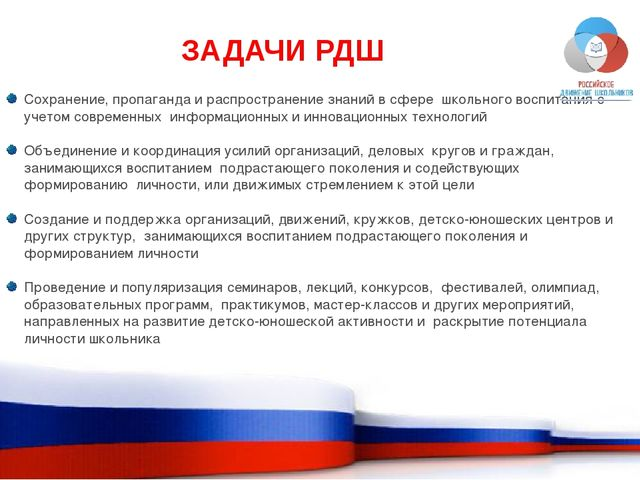 ЗАДАЧИ РДШ
РОССИЙСКОЕ
ДВИЖЕНИЕ ШКОЛЬНИКОВ
Сохранение, пропаганда и распространение знаний в сфере школьного воспитания с
учетом современных информационных и инновационных технологий
Объединение и координация усилий организаций, деловых кругов и граждан,
занимающихся воспитанием подрастающего поколения и содействующих
формированию личности, или движимых стремлением к этой цели
Создание и поддержка организаций, движений, кружков, детско-юношеских центров и
других структур, занимающихся воспитанием подрастающего поколения и
формированием личности
Проведение и популяризация семинаров, лекций, конкурсов, фестивалей, олимпиад,
образовательных программ, практикумов, мастер-классов и других мероприятий,
направленных на развитие детско-юношеской активности и раскрытие потенциала
личности школьника